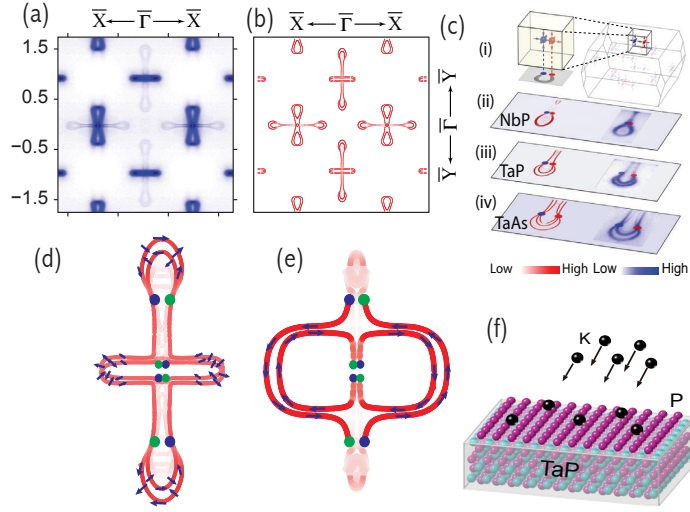 (a)
X̅ ← Γ̅ → X̅
1.5
0.5
−0.5
−1.5
(b)
X̅ ← Γ̅ → X̅
Y̅
Γ̅
Y̅
(c)
(i)
(ii)
NbP
(iii)
TaP
(iv)
TaAs
Low High Low High
(d)
(e)
(f)
K
P
TaP